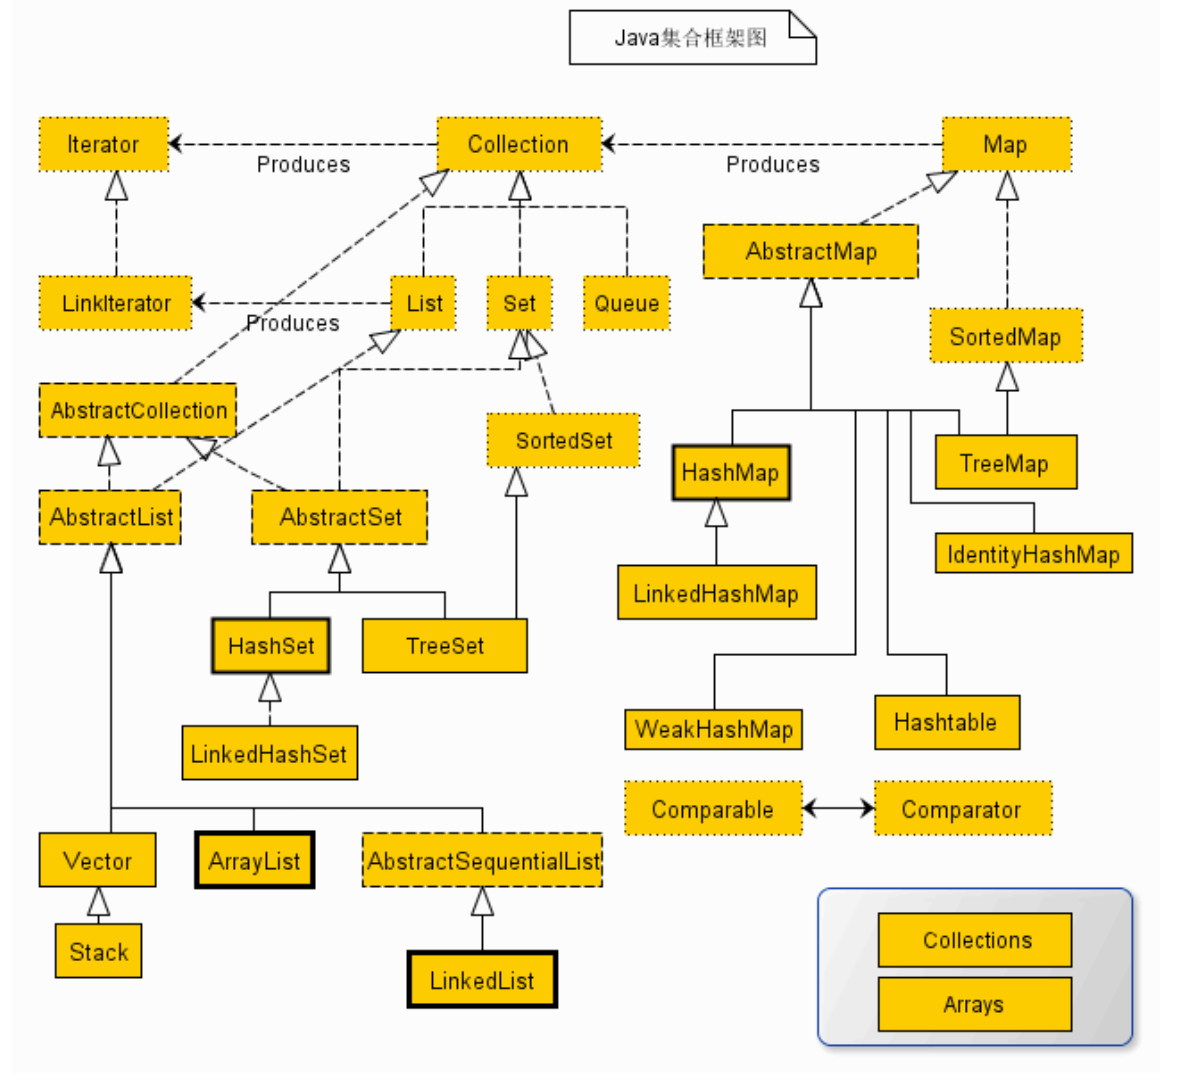 Java集合框架图
Iterator
Produces
Collection
Produces
Map
AbstractMap
LinkIterator
Produces
List
Set
Queue
SortedMap
AbstractCollection
SortedSet
HashMap
TreeMap
AbstractList
AbstractSet
IdentityHashMap
LinkedHashMap
HashSet
TreeSet
LinkedHashSet
WeakHashMap
Hashtable
Comparable
Comparator
Vector
ArrayList
AbstractSequentialList
Stack
LinkedList
Collections
Arrays